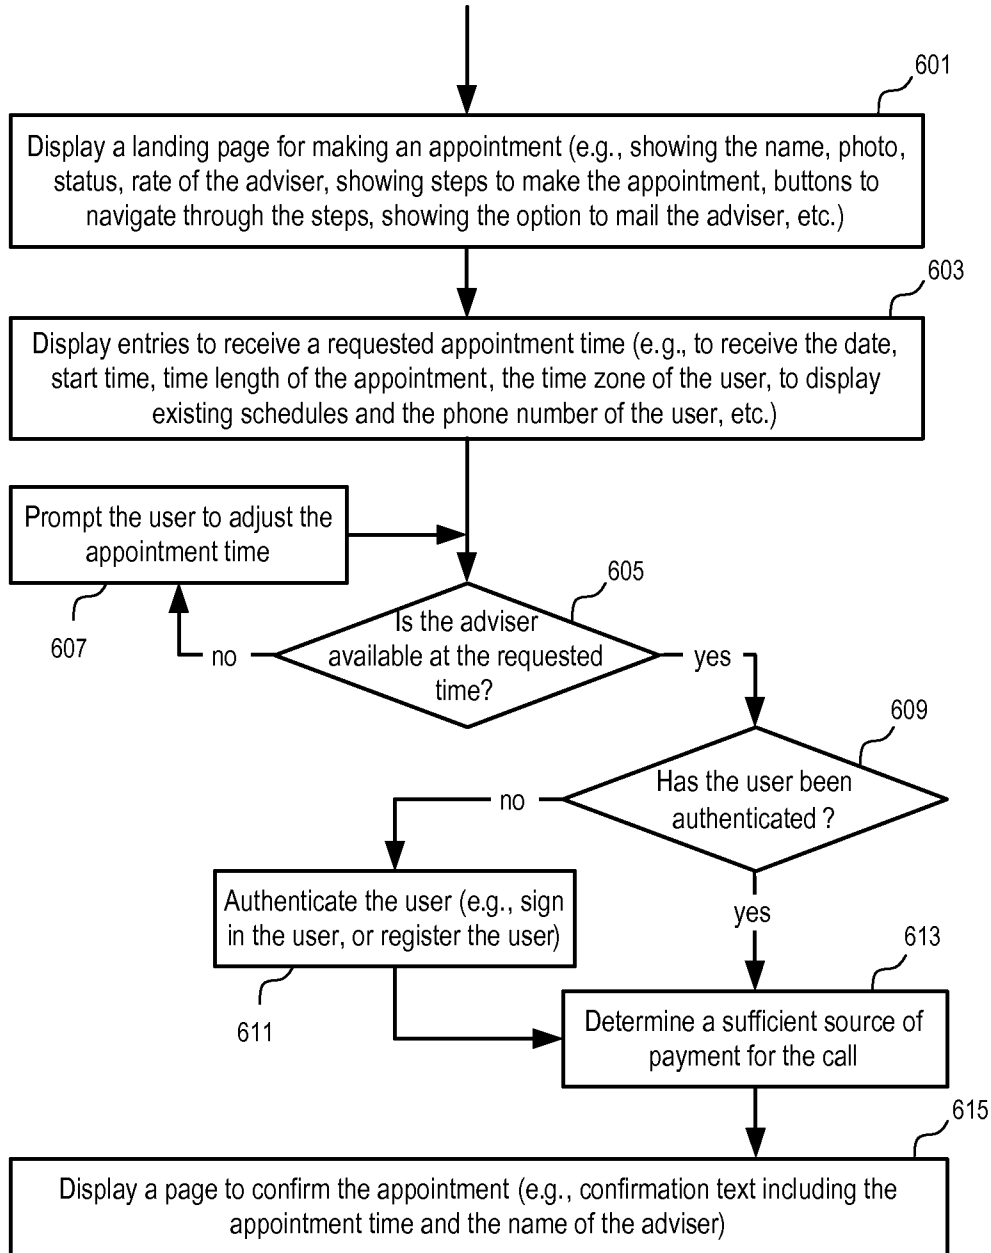 601
Display a landing page for making an appointment (e.g., showing the name, photo,
status, rate of the adviser, showing steps to make the appointment, buttons to
navigate through the steps, showing the option to mail the adviser, etc.)
603
Display entries to receive a requested appointment time (e.g., to receive the date,
start time, time length of the appointment, the time zone of the user, to display
existing schedules and the phone number of the user, etc.)
Prompt the user to adjust the
appointment time
607
605
Is the adviser
available at the requested
time?
no
yes
609
Has the user been
authenticated ?
no
yes
Authenticate the user (e.g., sign
in the user, or register the user)
611
613
Determine a sufficient source of
payment for the call
615
Display a page to confirm the appointment (e.g., confirmation text including the
appointment time and the name of the adviser)